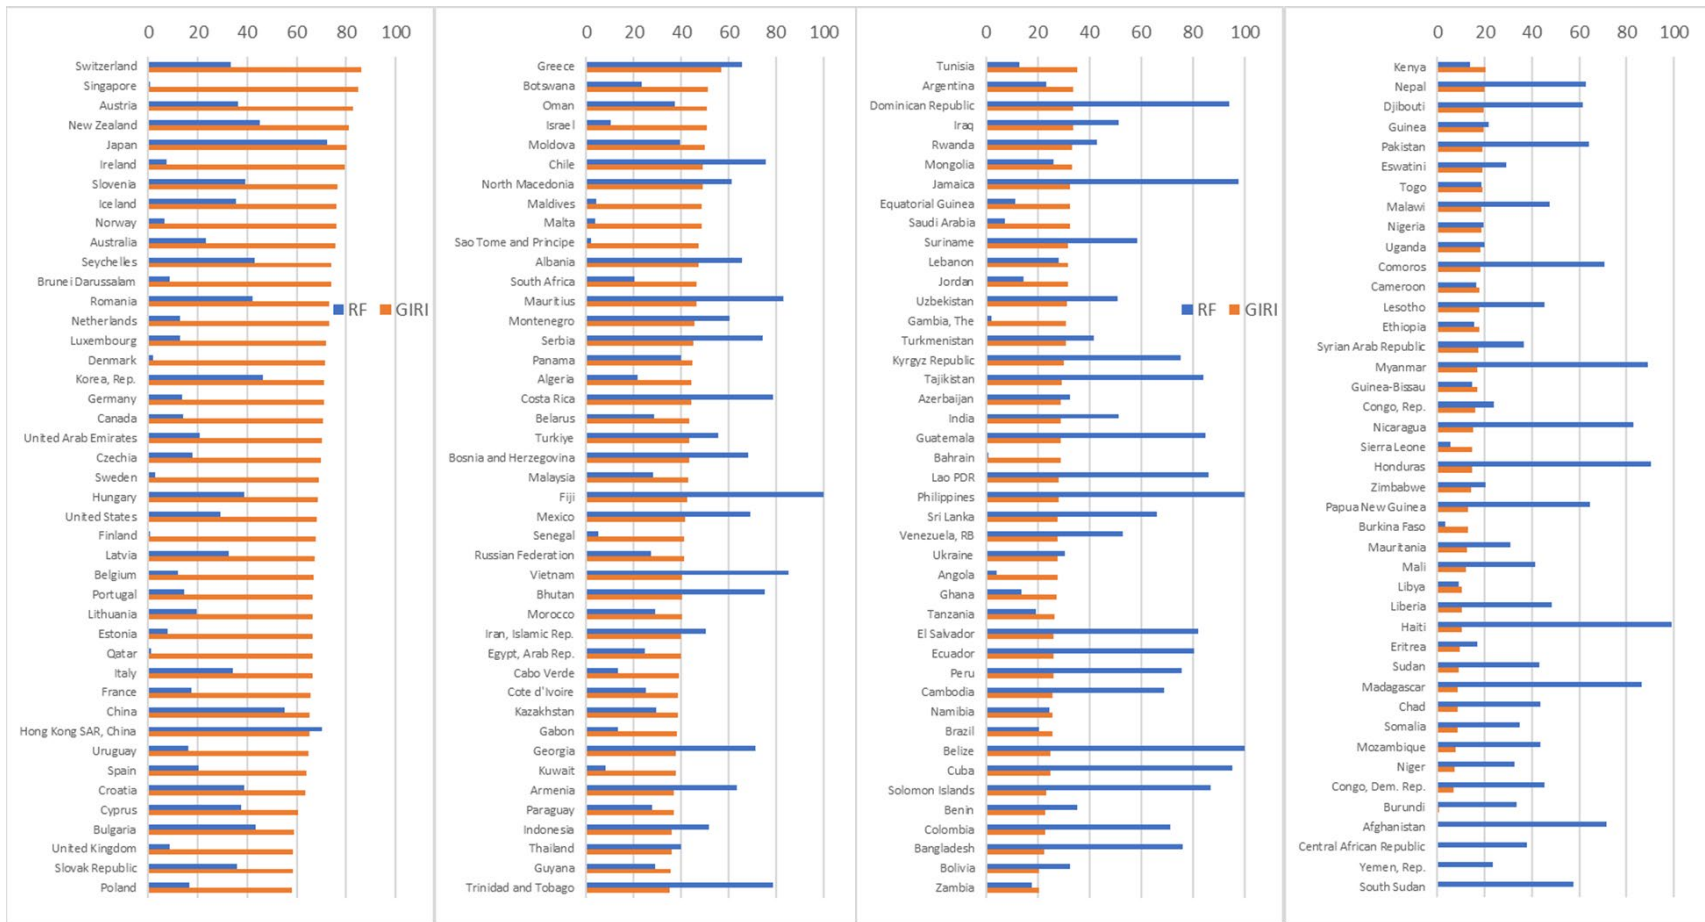 0 20 40 60 80 100
Switzerland
Singapore
Austria
New Zealand
Japan
Ireland
Slovenia
Iceland
Norway
Australia
Seychelles
Brunei Darussalam
Romania
RF GIRI
Netherlands
Luxembourg
Denmark
Korea, Rep.
Germany
Canada
United Arab Emirates
Czechia
Sweden
Hungary
United States
Finland
Latvia
Belgium
Portugal
Lithuania
Estonia
Qatar
Italy
France
China
Hong Kong SAR, China
Uruguay
Spain
Croatia
Cyprus
Bulgaria
United Kingdom
Slovak Republic
Poland
0 20 40 60 80 100
Greece
Botswana
Oman
Israel
Moldova
Chile
North Macedonia
Maldives
Malta
Sao Tome and Principe
Albania
South Africa
Mauritius
Montenegro
Serbia
Panama
Algeria
Costa Rica
Belarus
Turkiye
Bosnia and Herzegovina
Malaysia
Fiji
Mexico
Senegal
Russian Federation
Vietnam
Bhutan
Morocco
Iran, Islamic Rep.
Egypt, Arab Rep.
Cabo Verde
Cote d'Ivoire
Kazakhstan
Gabon
Georgia
Kuwait
Armenia
Paraguay
Indonesia
Thailand
Guyana
Trinidad and Tobago
0 20 40 60 80 100
Tunisia
Argentina
Dominican Republic
Iraq
Rwanda
Mongolia
Jamaica
Equatorial Guinea
Saudi Arabia
Suriname
Lebanon
Jordan
Uzbekistan
RF GIRI
Gambia, The
Turkmenistan
Kyrgyz Republic
Tajikistan
Azerbaijan
India
Guatemala
Bahrain
Lao PDR
Philippines
Sri Lanka
Venezuela, RB
Ukraine
Angola
Ghana
Tanzania
El Salvador
Ecuador
Peru
Cambodia
Namibia
Brazil
Belize
Cuba
Solomon Islands
Benin
Colombia
Bangladesh
Bolivia
Zambia
0 20 40 60 80 100
Kenya
Nepal
Djibouti
Guinea
Pakistan
Eswatini
Togo
Malawi
Nigeria
Uganda
Comoros
Cameroon
Lesotho
Ethiopia
Syrian Arab Republic
Myanmar
Guinea-Bissau
Congo, Rep.
Nicaragua
Sierra Leone
Honduras
Zimbabwe
Papua New Guinea
Burkina Faso
Mauritania
Mali
Libya
Liberia
Haiti
Eritrea
Sudan
Madagascar
Chad
Somalia
Mozambique
Niger
Congo, Dem. Rep.
Burundi
Afghanistan
Central African Republic
Yemen, Rep.
South Sudan